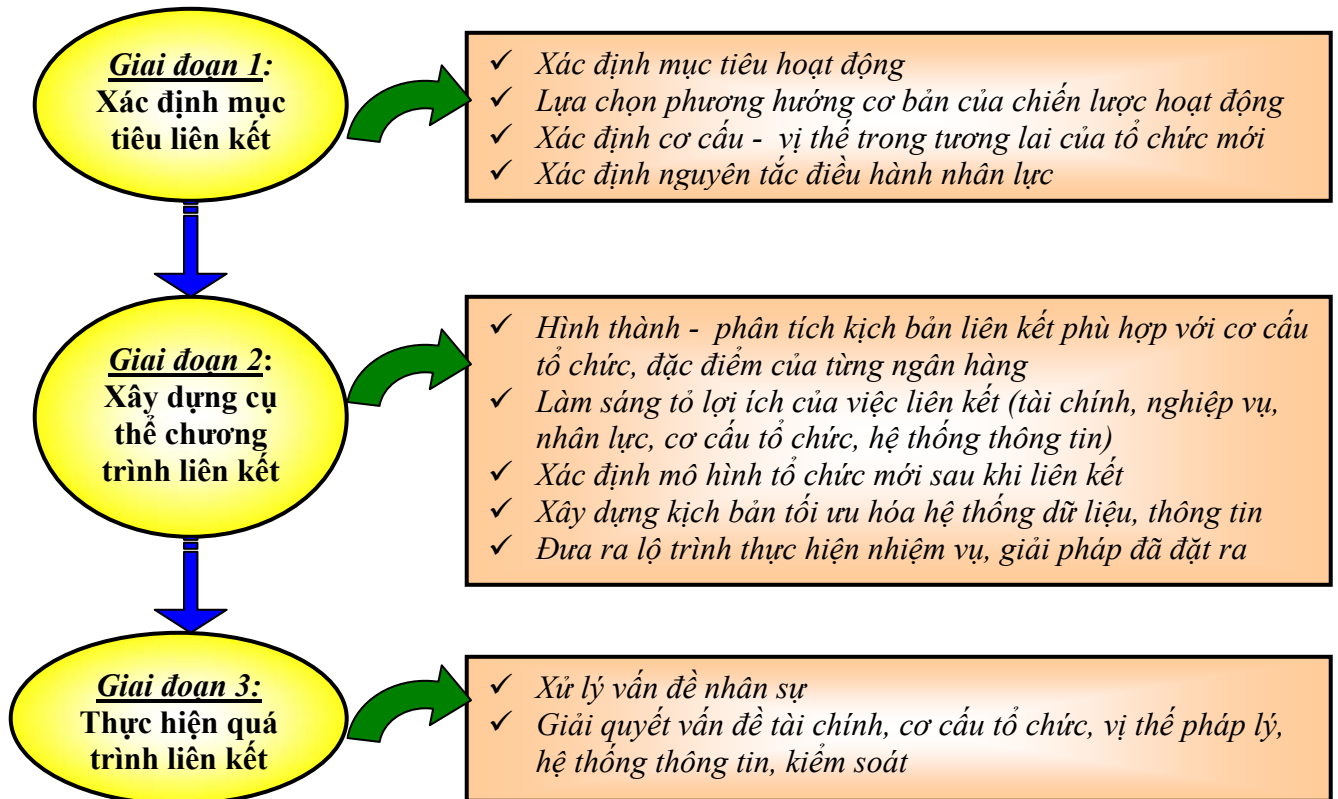 Giai đoạn 1:
Xác định mục
tiêu liên kết
✓ Xác định mục tiêu hoạt động
✓ Lựa chọn phương hướng cơ bản của chiến lược hoạt động
✓ Xác định cơ cấu - vị thế trong tương lai của tổ chức mới
✓ Xác định nguyên tắc điều hành nhân lực
Giai đoạn 2:
Xây dựng cụ
thể chương
trình liên kết
✓ Hình thành - phân tích kịch bản liên kết phù hợp với cơ cấu
tổ chức, đặc điểm của từng ngân hàng
✓ Làm sáng tỏ lợi ích của việc liên kết (tài chính, nghiệp vụ,
nhân lực, cơ cấu tổ chức, hệ thống thông tin)
✓ Xác định mô hình tổ chức mới sau khi liên kết
✓ Xây dựng kịch bản tối ưu hóa hệ thống dữ liệu, thông tin
✓ Đưa ra lộ trình thực hiện nhiệm vụ, giải pháp đã đặt ra
Giai đoạn 3:
Thực hiện quá
trình liên kết
✓ Xử lý vấn đề nhân sự
✓ Giải quyết vấn đề tài chính, cơ cấu tổ chức, vị thế pháp lý,
hệ thống thông tin, kiểm soát